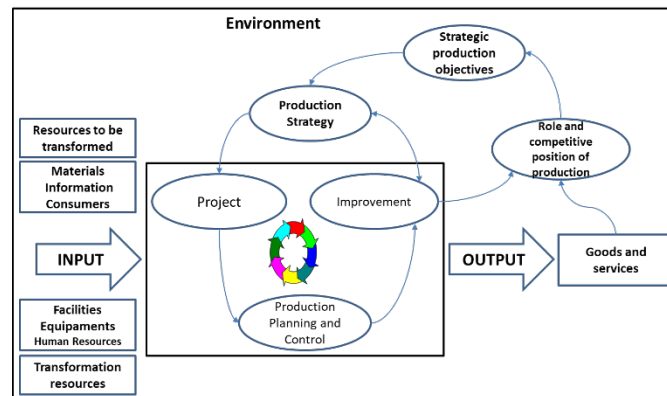 Environment
Strategic
production
objectives
Production
Strategy
Resources to be
transformed
Role and
competitive
position of
production
Materials
Information
Consumers
Project
Improvement
INPUT
OUTPUT
Goods and
services
Facilities
Equipaments
Human Resources
Production
Planning and
Control
Transformation
resources